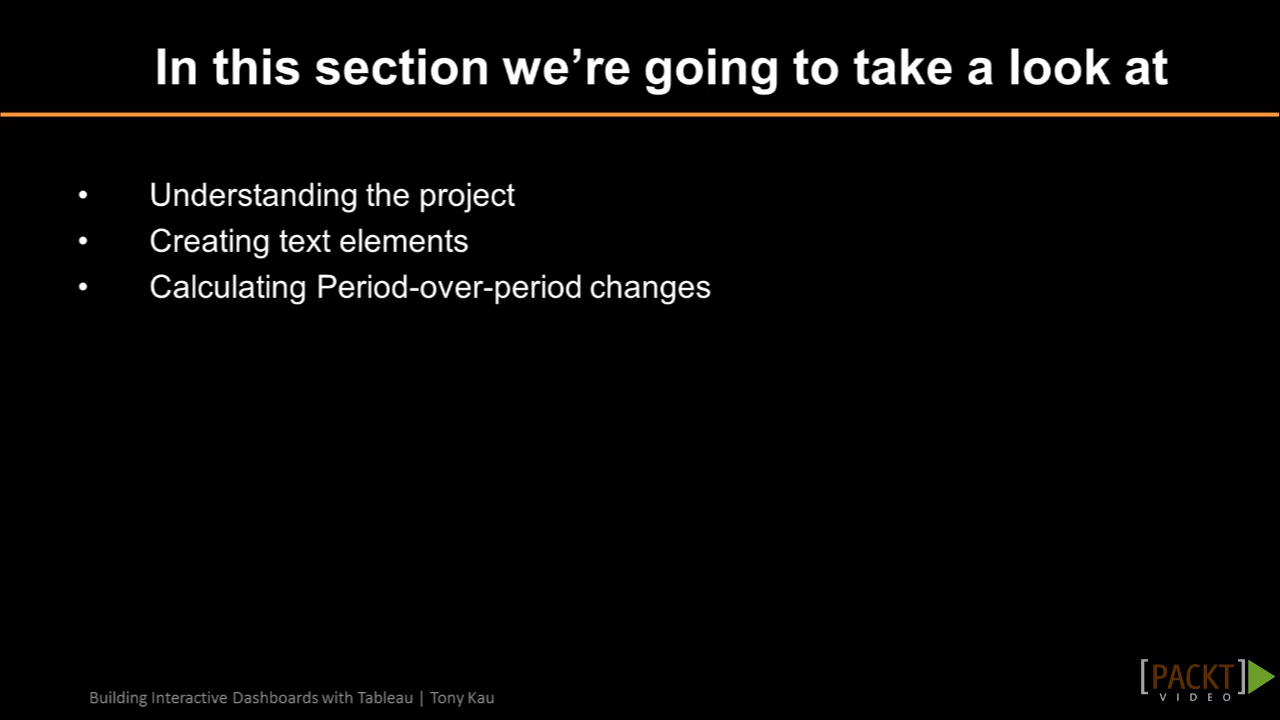 In this section we’re going to take a look at
• Understanding the project
• Creating text elements
• Calculating Period-over-period changes
Building Interactive Dashboards with Tableau | Tony Kau
[PACKT]
VIDEO